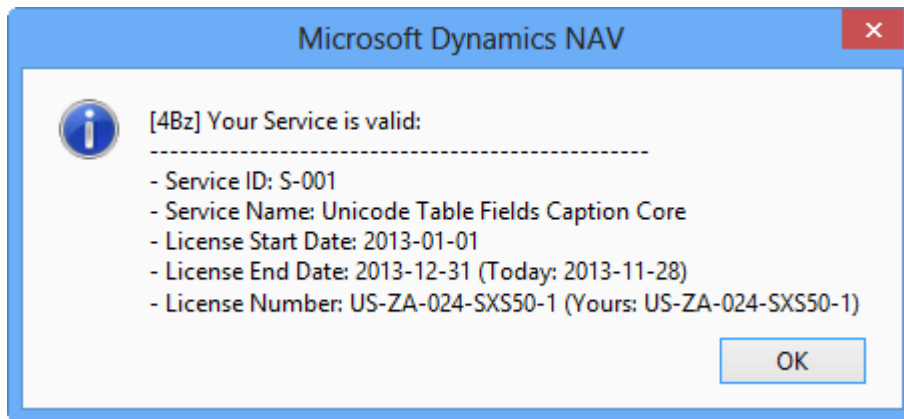 Microsoft Dynamics NAV
[4Bz] Your Service is valid:
--------------------------------------------------
- Service ID: S-001
- Service Name: Unicode Table Fields Caption Core
- License Start Date: 2013-01-01
- License End Date: 2013-12-31 (Today: 2013-11-28)
- License Number: US-ZA-024-SXS50-1 (Yours: US-ZA-024-SXS50-1)
OK